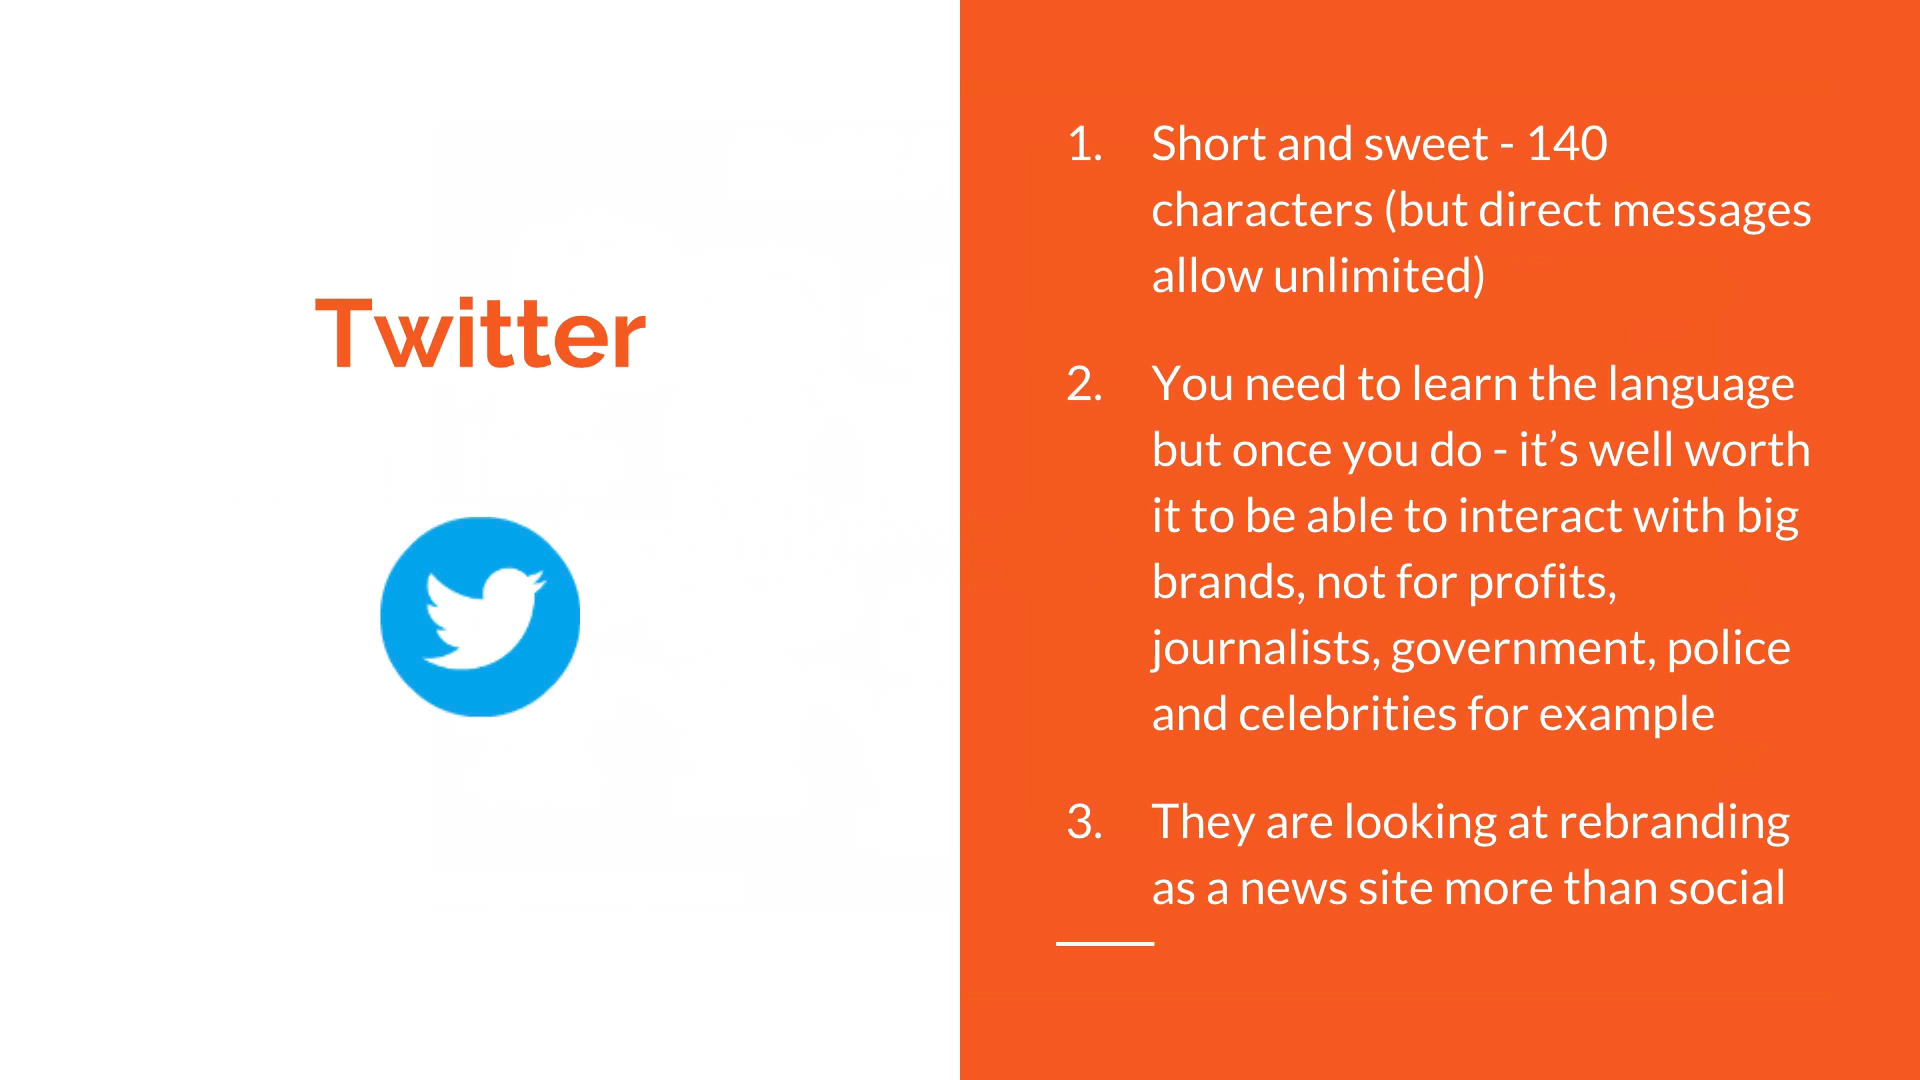 Twitter
1. Short and sweet - 140
characters (but direct messages
allow unlimited)
2. You need to learn the language
but once you do - it’s well worth
it to be able to interact with big
brands, not for profits,
journalists, government, police
and celebrities for example
3. They are looking at rebranding
as a news site more than social